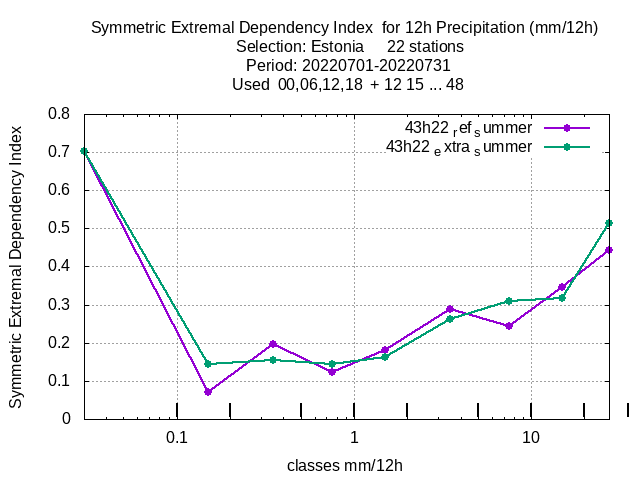 Symmetric Extremal Dependency Index  for 12h Precipitation (mm/12h)
Selection: Estonia     22 stations
Period: 20220701-20220731
Used  00,06,12,18  + 12 15 ... 48
43h22 ref summer
43h22 extra summer
Symmetric Extremal Dependency Index
0.8
0.7
0.6
0.5
0.4
0.3
0.2
0.1
0
0.1 1 10
classes mm/12h